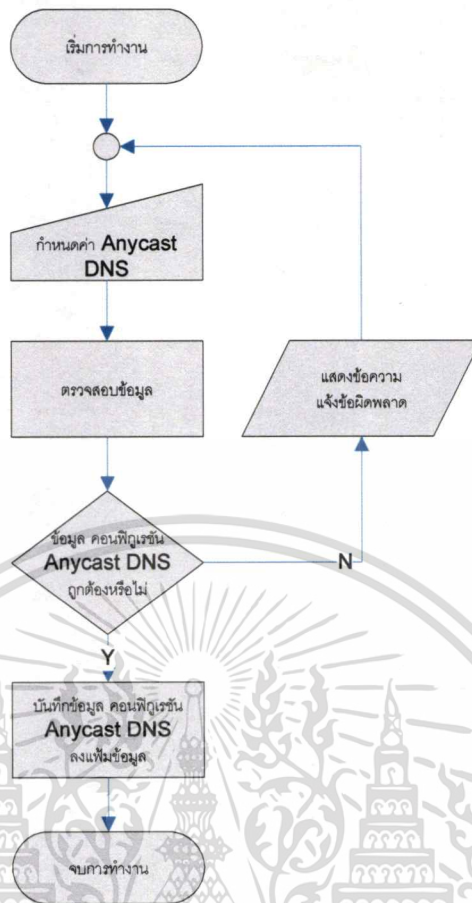 เริ่มการทำงาน
กำหนดค่า Anycast
DNS
ตรวจสอบข้อมูล
แสดงข้อความ
แจ้งข้อผิดพลาด
ข้อมูล คอนฟิกูเรชัน
Anycast DNS
ถูกต้องหรือไม่
N
Y
บันทึกข้อมูล คอนฟิกูเรชัน
Anycast DNS
ลงแฟ้มข้อมูล
จบการทำงาน